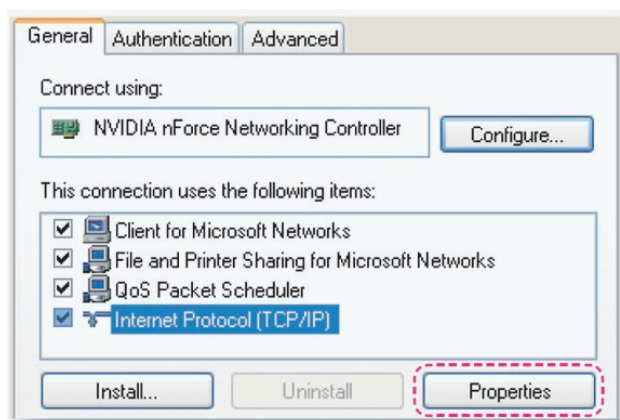 General Authentication Advanced
Connect using:
NVIDIA nForce Networking Controller Configure...
This connection uses the following items:
Client for Microsoft Networks
File and Printer Sharing for Microsoft Networks
QoS Packet Scheduler
Internet Protocol (TCP/IP)
Install... Uninstall Properties